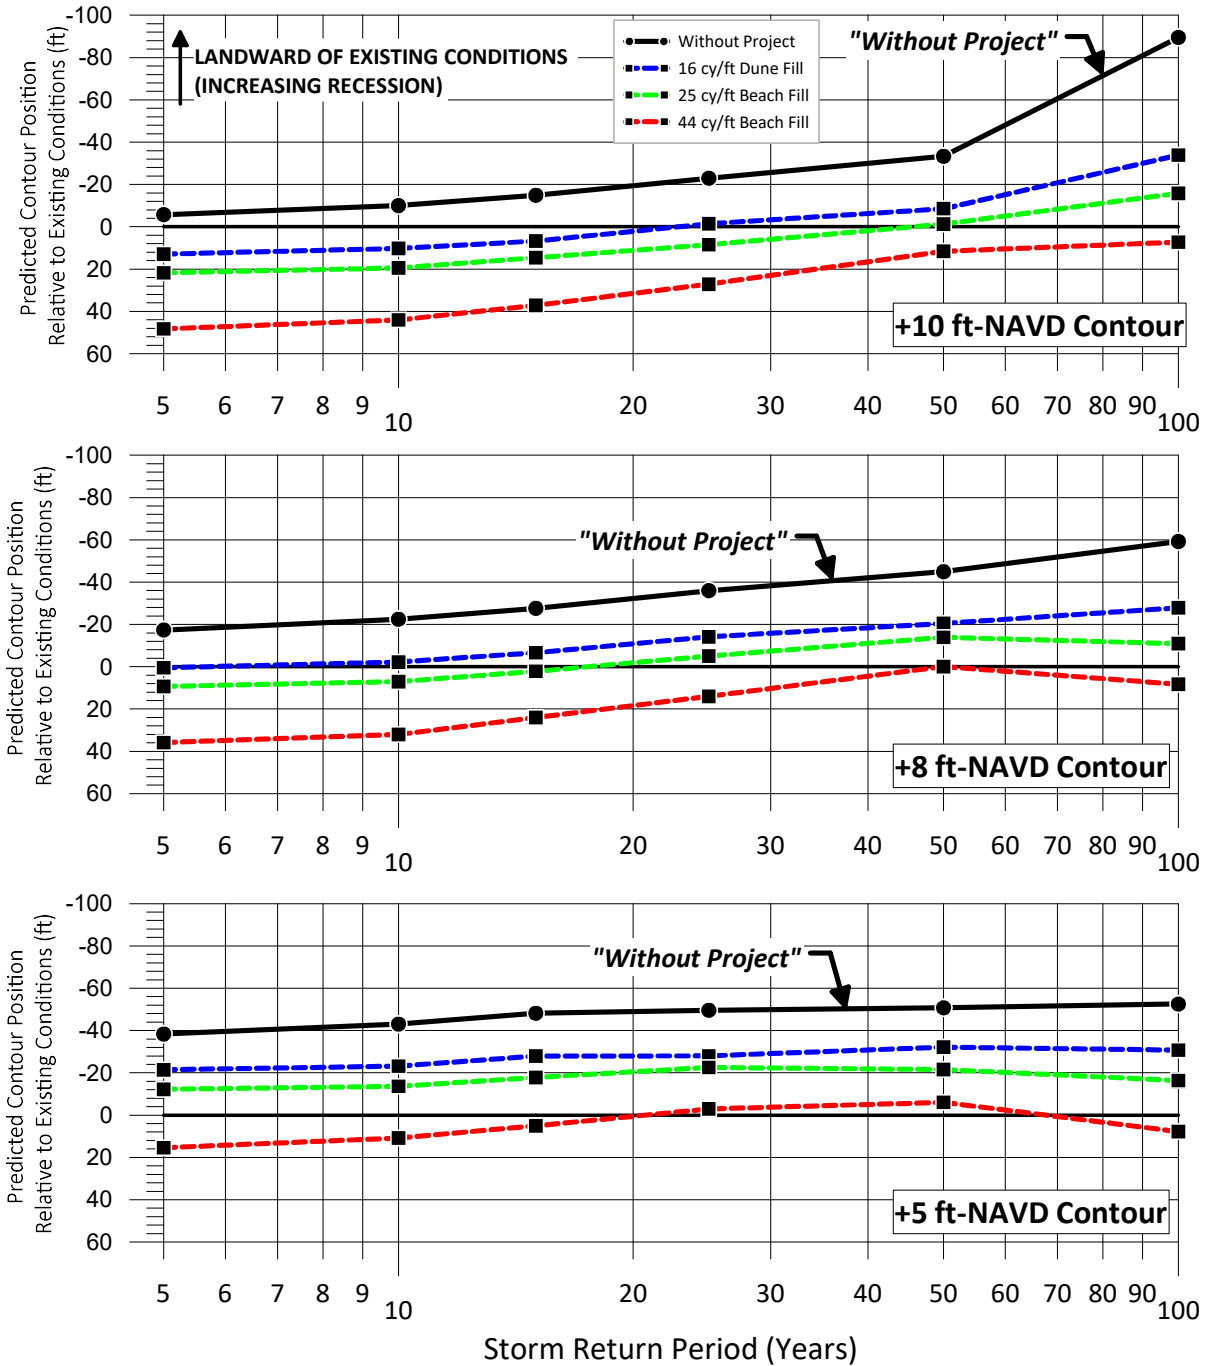 -100
-80
-60
-40
-20
0
20
40
60
Predicted Contour Position
Relative to Existing Conditions (ft)
LANDWARD OF EXISTING CONDITIONS
(INCREASING RECESSION)
Without Project
16 cy/ft Dune Fill
25 cy/ft Beach Fill
44 cy/ft Beach Fill
"Without Project"
+10 ft-NAVD Contour
5 6 7 8 9 10 20 30 40 50 60 70 80 90 100
-100
-80
-60
-40
-20
0
20
40
60
Predicted Contour Position
Relative to Existing Conditions (ft)
"Without Project"
+8 ft-NAVD Contour
5 6 7 8 9 10 20 30 40 50 60 70 80 90 100
-100
-80
-60
-40
-20
0
20
40
60
Predicted Contour Position
Relative to Existing Conditions (ft)
"Without Project"
+5 ft-NAVD Contour
5 6 7 8 9 10 20 30 40 50 60 70 80 90 100
Storm Return Period (Years)